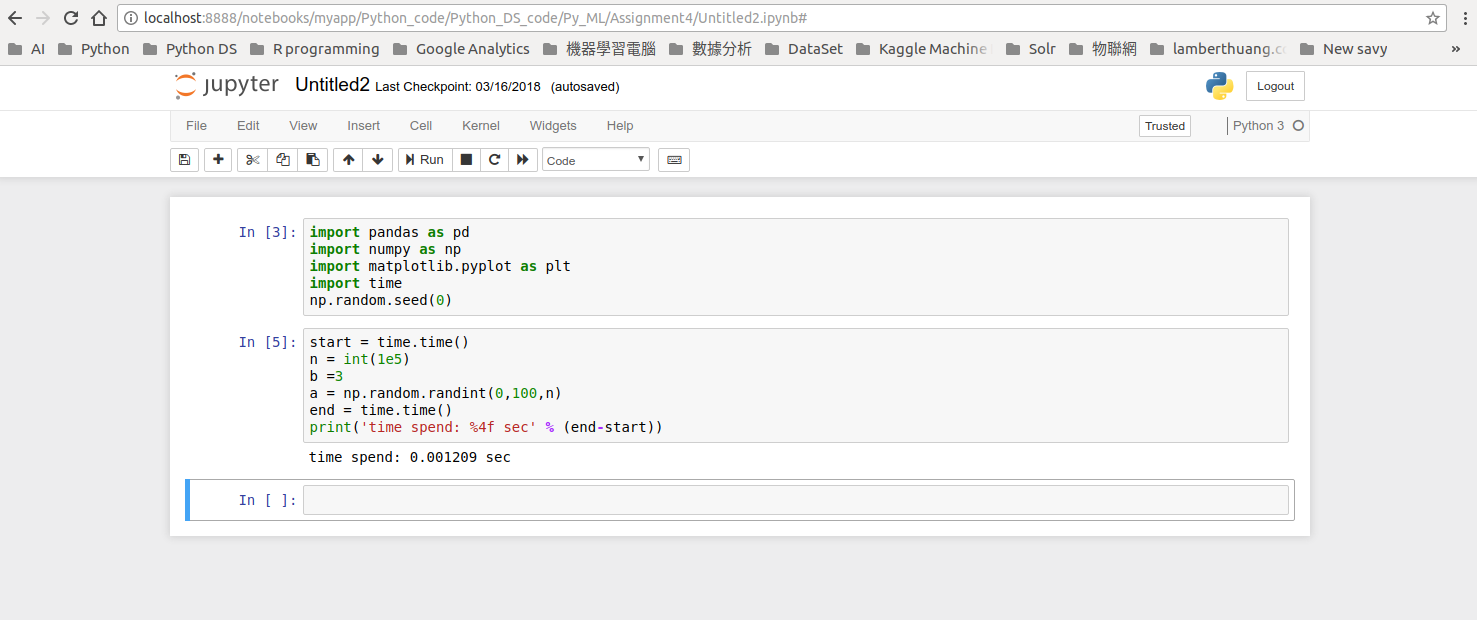 localhost:8888/notebooks/myapp/Python_code/Python_DS_code/Py_ML/Assignment4/Untitled2.ipynb#
AI Python Python DS R programming Google Analytics 機器學習電腦 數據分析 DataSet Kaggle Machine Solr 物聯網 lamberthuang.c New savvy »
jupyter Untitled2 Last Checkpoint: 03/16/2018 (autosaved) Logout
File Edit View Insert Cell Kernel Widgets Help Trusted Python 3
Run Code
In [3]: import pandas as pd
import numpy as np
import matplotlib.pyplot as plt
import time
np.random.seed(0)
In [5]: start = time.time()
n = int(1e5)
b =3
a = np.random.randint(0,100,n)
end = time.time()
print('time spend: %4f sec' % (end-start))
time spend: 0.001209 sec
In [ ]: